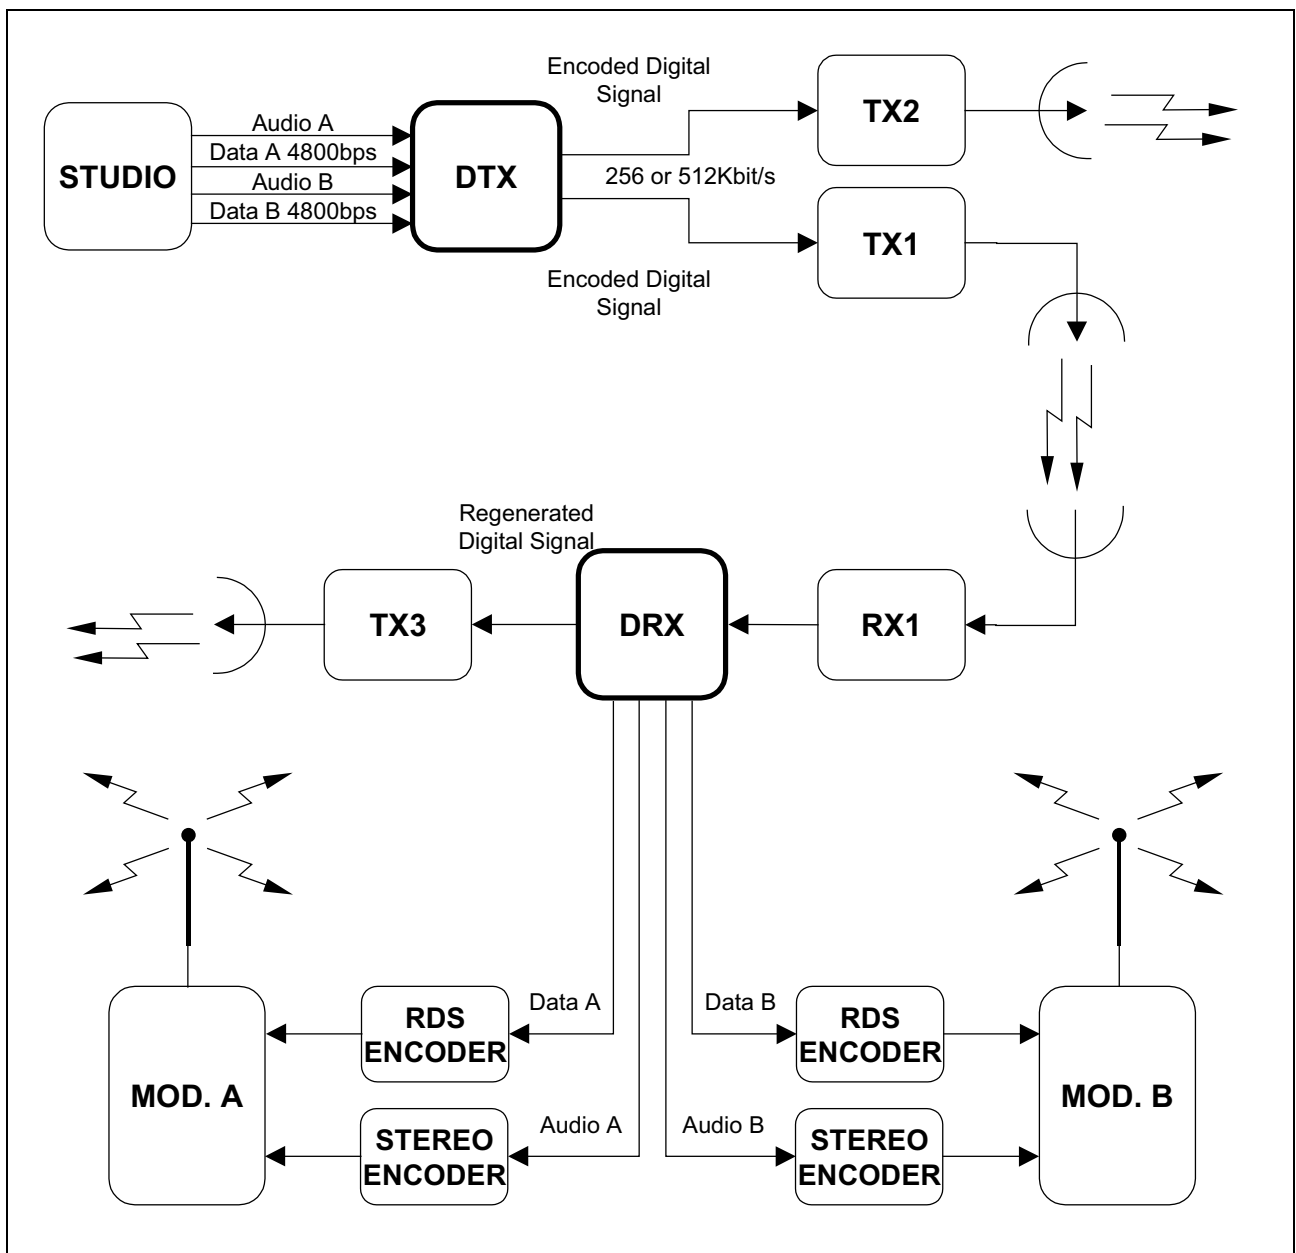 Encoded Digital
Signal
TX2
Audio A
Data A 4800bps
STUDIO
Audio B
Data B 4800bps
DTX
256 or 512Kbit/s
TX1
Encoded Digital
Signal
Regenerated
Digital Signal
TX3
DRX
RX1
Data A
Data B
RDS
ENCODER
RDS
ENCODER
MOD. A
MOD. B
Audio A
Audio B
STEREO
ENCODER
STEREO
ENCODER